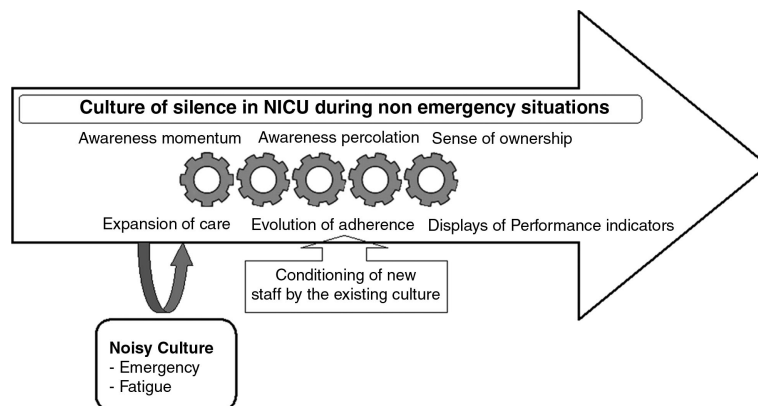 Culture of silence in NICU during non emergency situations
Awareness momentum
Awareness percolation
Sense of ownership
Expansion of care
Evolution of adherence
Displays of Performance indicators
Conditioning of new
staff by the existing culture
Noisy Culture
- Emergency
- Fatigue